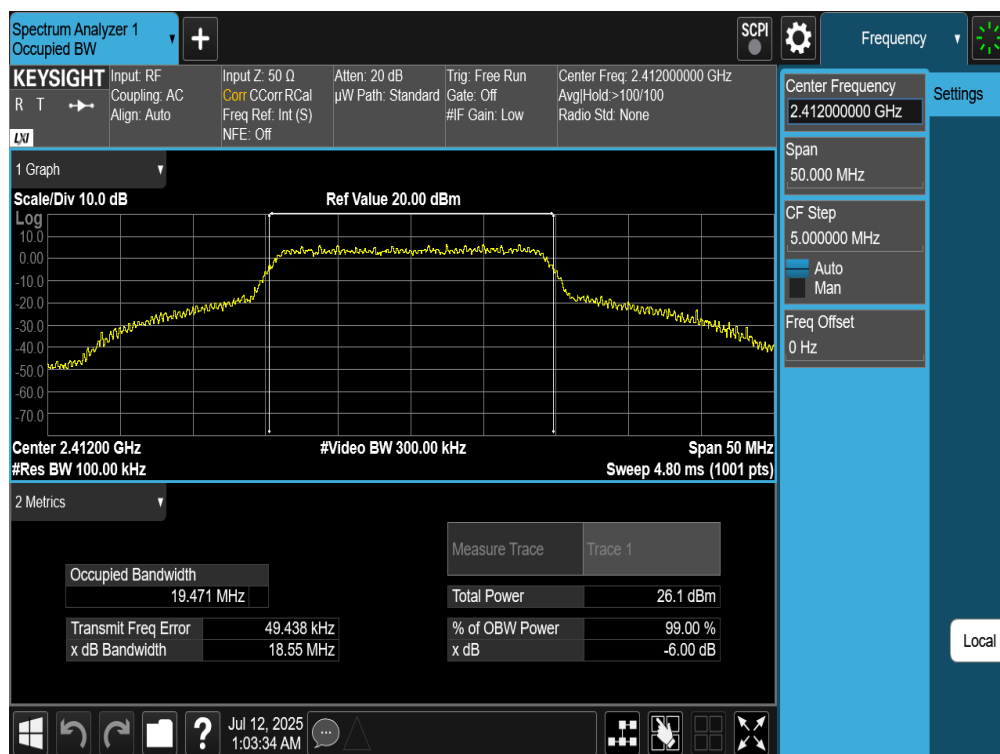 Spectrum Analyzer 1
Occupied BW
+
SCPI
Frequency
KEYSIGHT
R T
LXI
Input: RF
Coupling: AC
Align: Auto
Input Z: 50 Ω
Corr CCorr RCal
Freq Ref: Int (S)
NFE: Off
Atten: 20 dB
µW Path: Standard
Trig: Free Run
Gate: Off
#IF Gain: Low
Center Freq: 2.412000000 GHz
Avg|Hold:>100/100
Radio Std: None
Center Frequency
2.412000000 GHz
Settings
Span
50.000 MHz
CF Step
5.000000 MHz
Auto
Man
Freq Offset
0 Hz
1 Graph
Scale/Div 10.0 dB
Ref Value 20.00 dBm
Log
10.0
0.00
-10.0
-20.0
-30.0
-40.0
-50.0
-60.0
-70.0
Center 2.41200 GHz
#Video BW 300.00 kHz
Span 50 MHz
#Res BW 100.00 kHz
Sweep 4.80 ms (1001 pts)
2 Metrics
Measure Trace
Trace 1
Occupied Bandwidth
19.471 MHz
Total Power
26.1 dBm
Transmit Freq Error
49.438 kHz
% of OBW Power
99.00 %
x dB Bandwidth
18.55 MHz
x dB
-6.00 dB
Local
?
Jul 12, 2025
1:03:34 AM